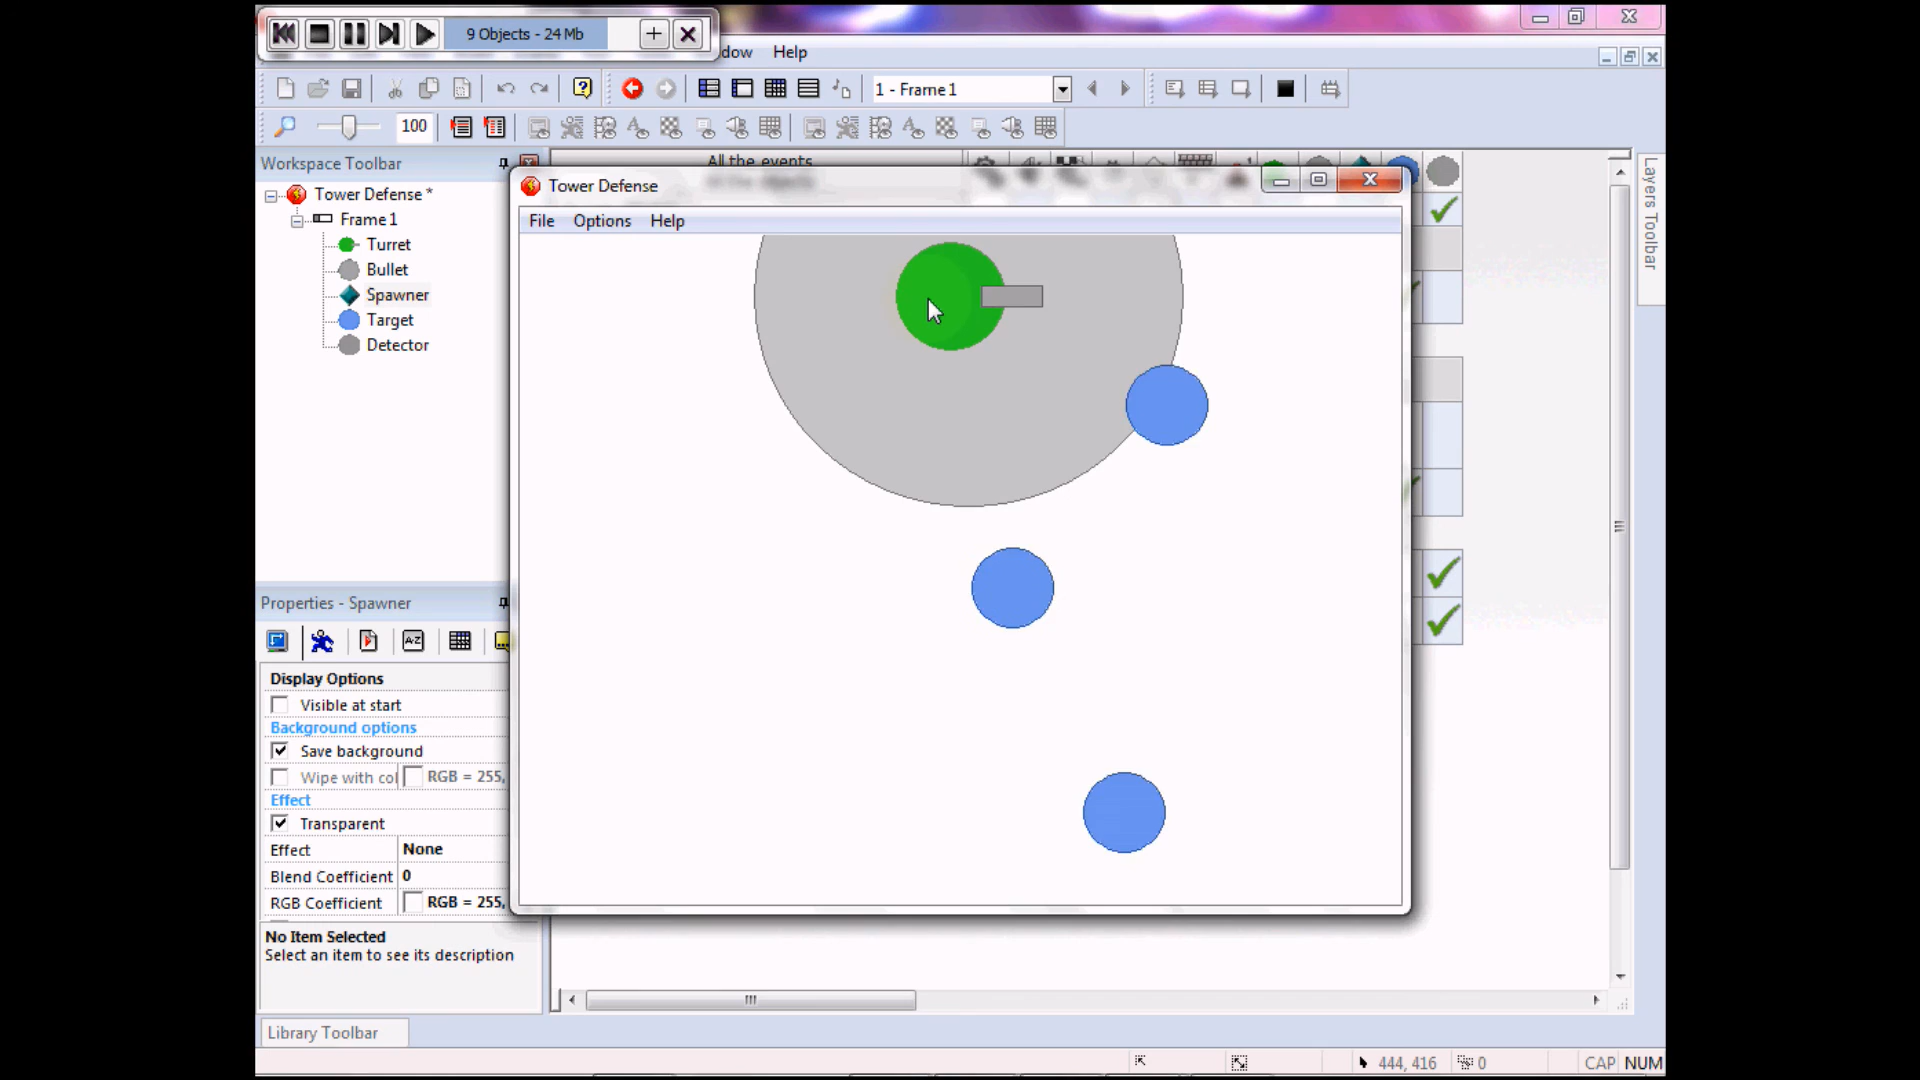 9 Objects - 24 Mb
dow Help
1 - Frame 1
100
Workspace Toolbar
All the events
All the objects
Tower Defense *
Frame 1
Turret
Bullet
Spawner
Target
Detector
Tower Defense
File Options Help
Layers Toolbar
Properties - Spawner
A-Z
Display Options
Visible at start
Background options
Save background
Wipe with col RGB = 255,
Effect
Transparent
Effect None
Blend Coefficient 0
RGB Coefficient RGB = 255,
No Item Selected
Select an item to see its description
Library Toolbar
444, 416 0 CAP NUM